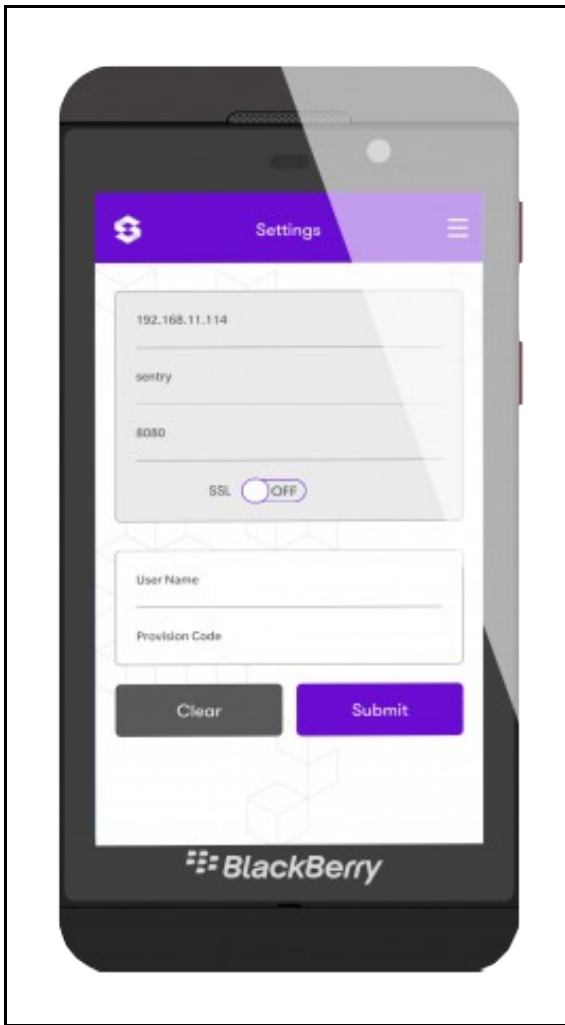 Settings
192.168.11.114
sentry
8080
SSL OFF
User Name
Provision Code
Clear Submit
BlackBerry